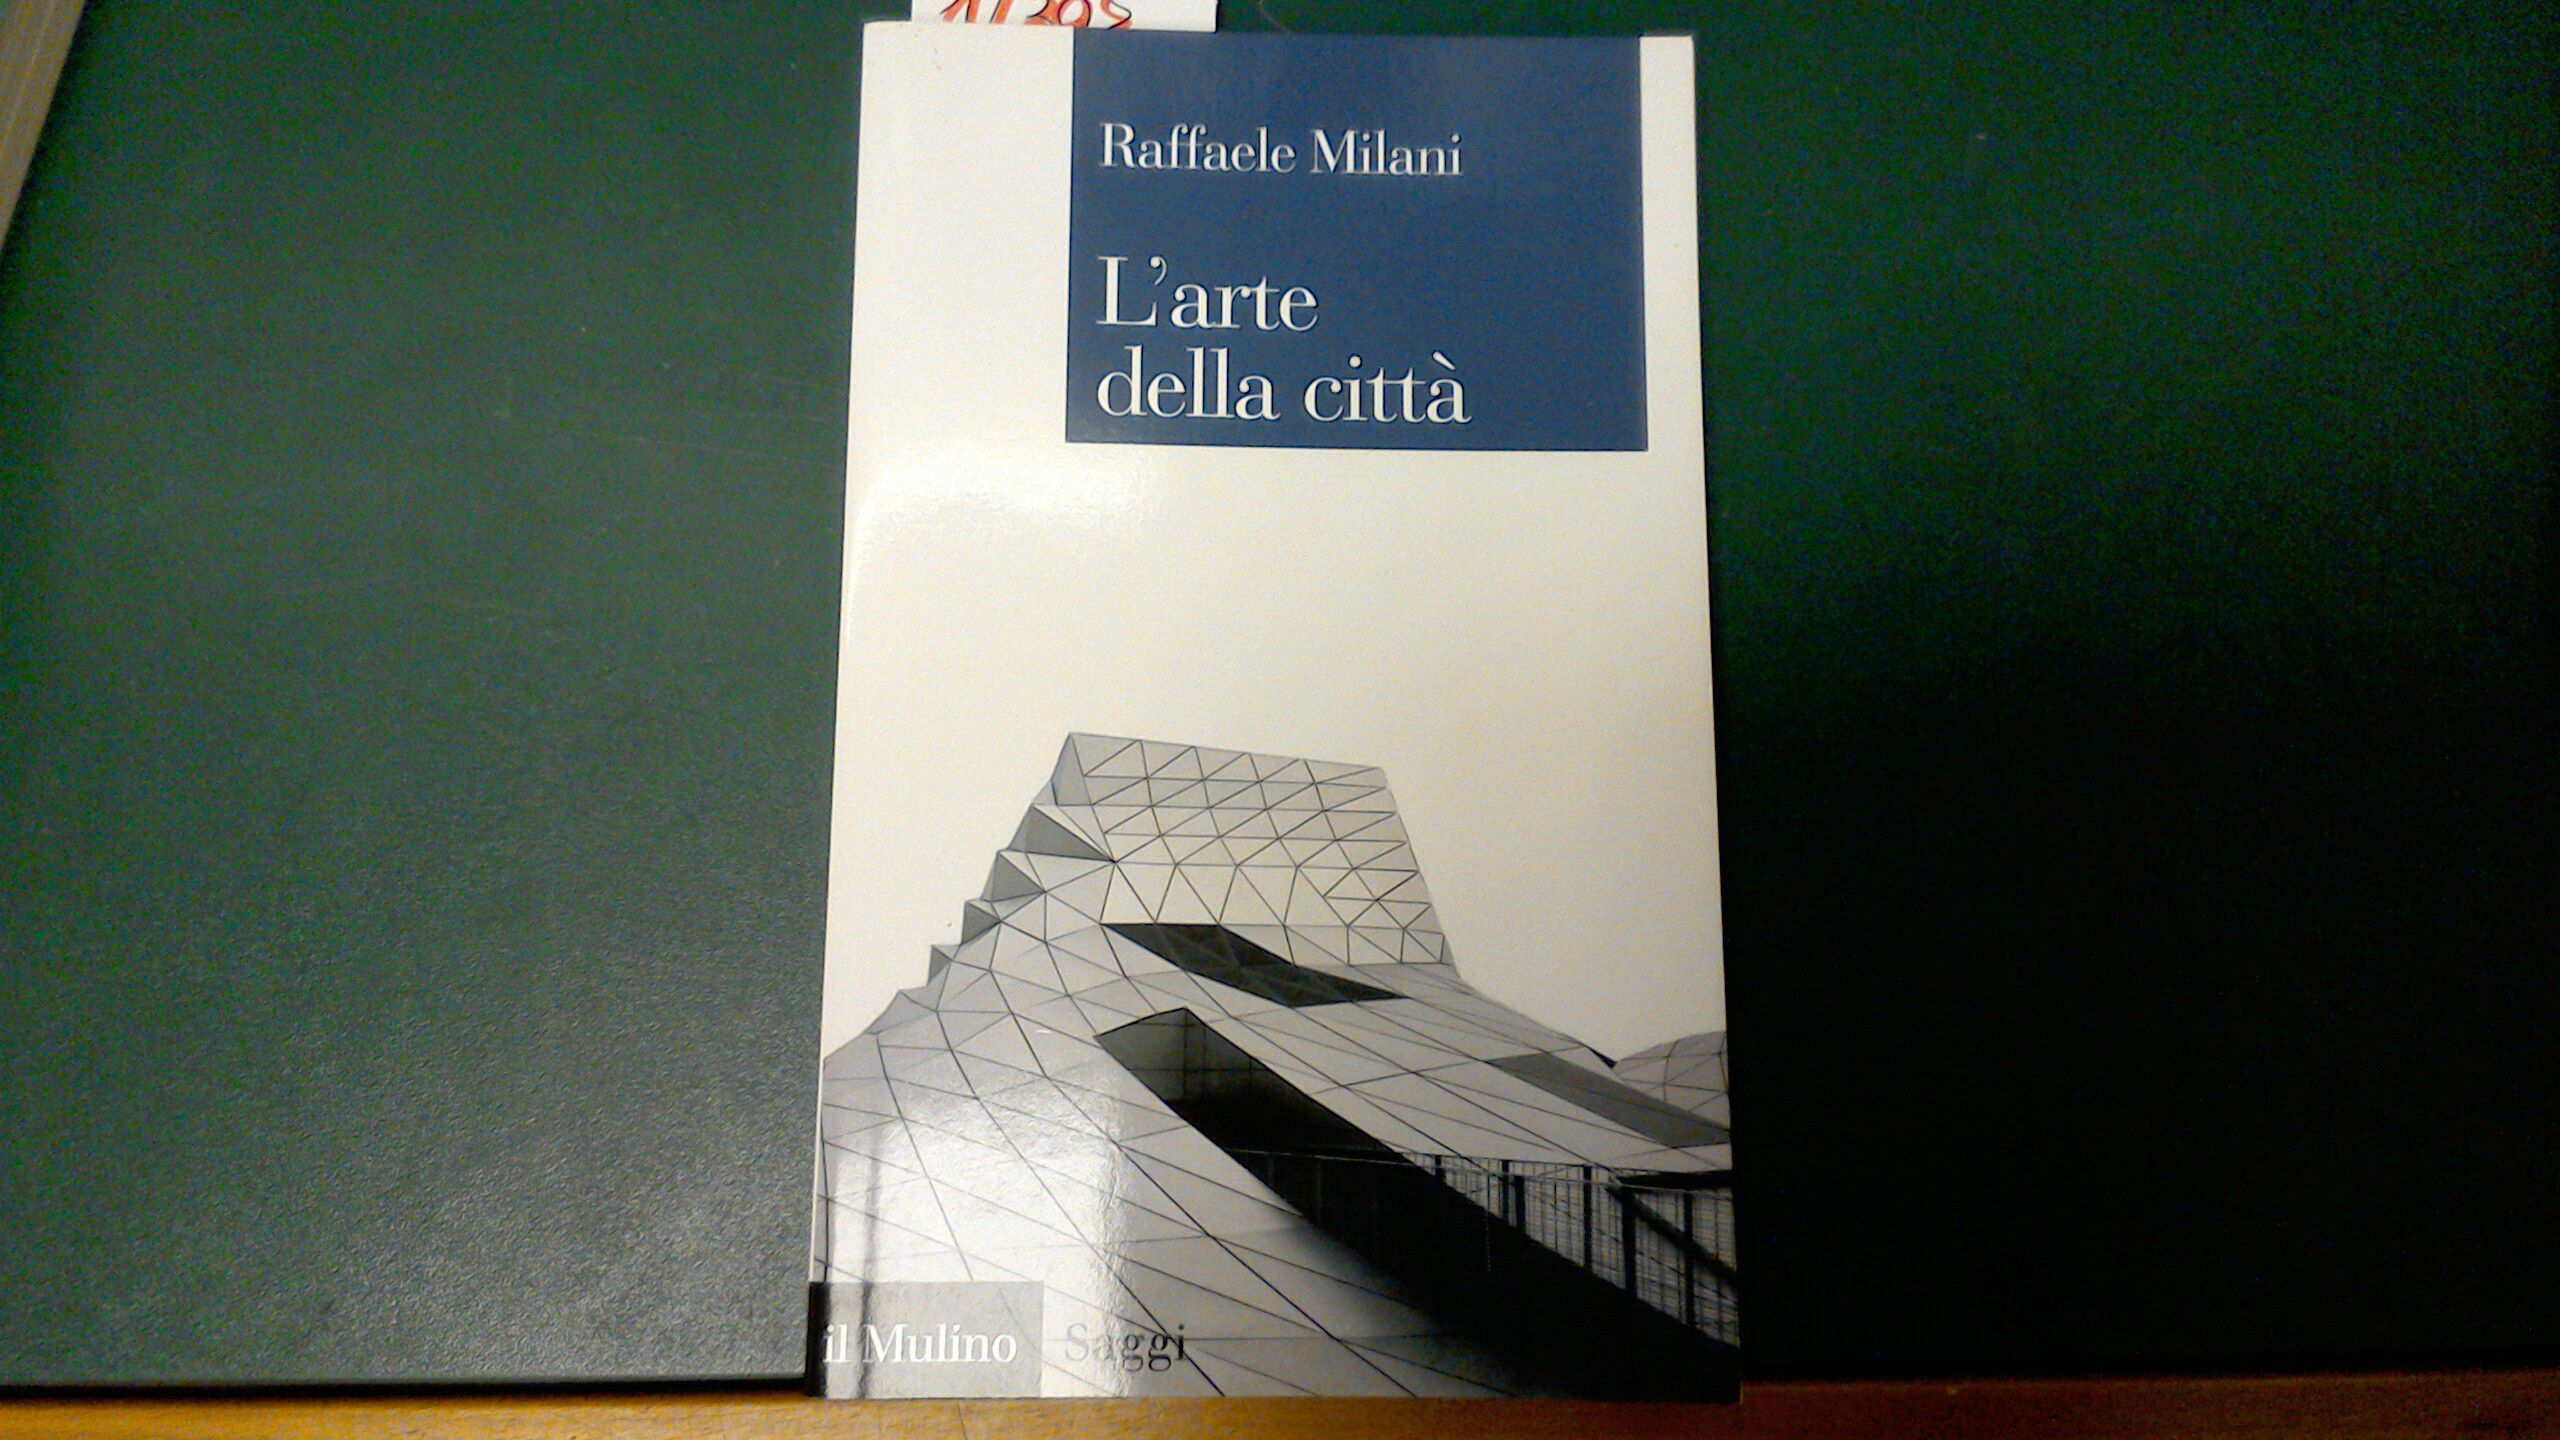 Raffaele Milani
L'arte
della città
il Mulino Saggi